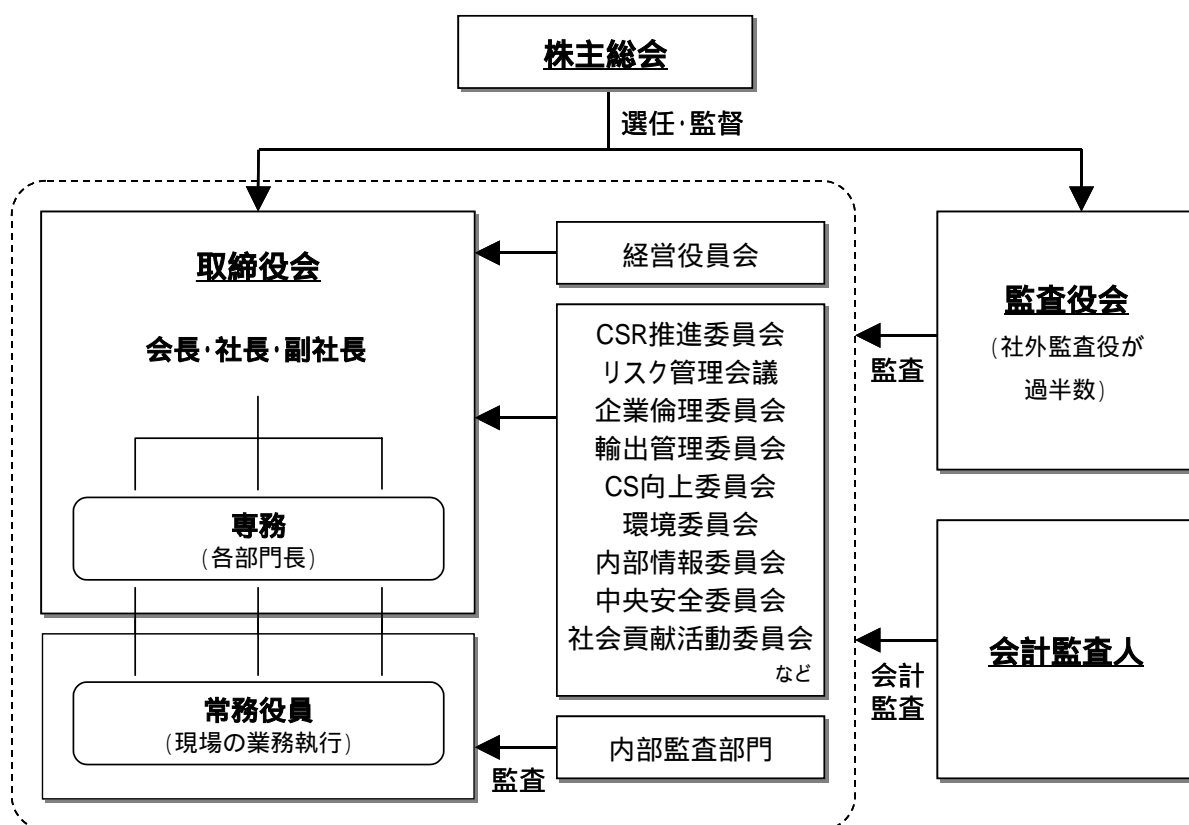 株主総会
選任・監督
取締役会
会長・社長・副社長
専務
(各部門長)
常務役員
(現場の業務執行)
経営役員会
CSR推進委員会
リスク管理会議
企業倫理委員会
輸出管理委員会
CS向上委員会
環境委員会
内部情報委員会
中央安全委員会
社会貢献活動委員会
など
内部監査部門
監査
監査
監査役会
(社外監査役が
過半数)
会計
監査
会計監査人